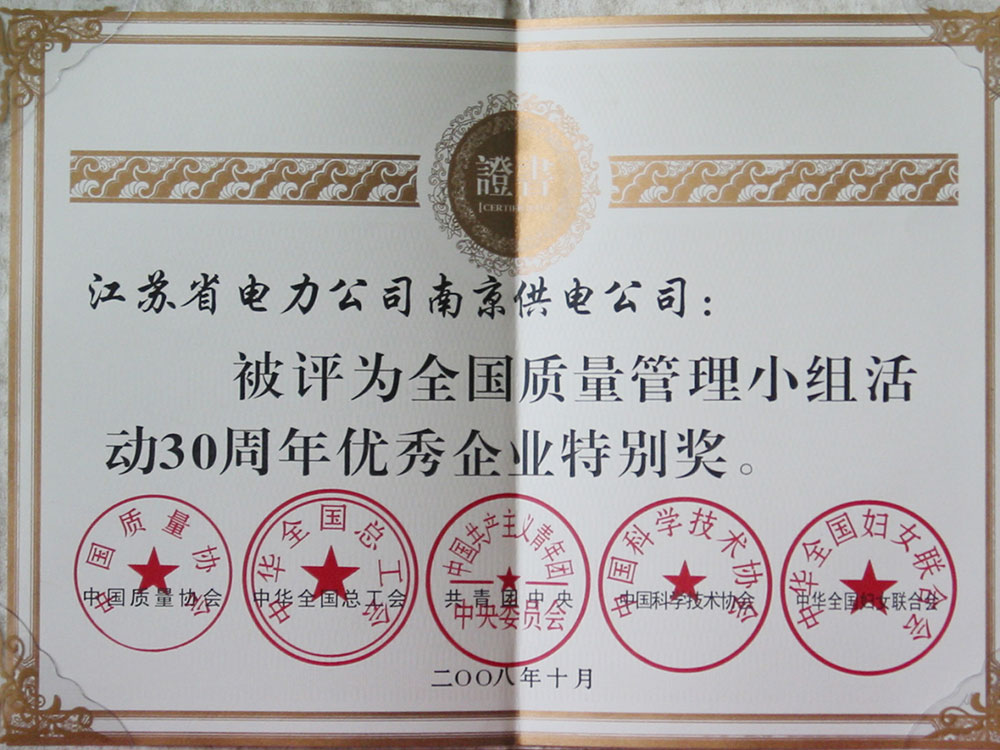 證書
[CERTIFICATE]
江苏省电力公司南京供电公司：
被评为全国质量管理小组活
动30周年优秀企业特别奖。
中国质量协会
中华全国总工会
中国共产主义青年团
中央委员会
中国科学技术协会
中华全国妇女联合会
中国质量协会
中华全国总工会
共青团中央
中国科学技术协会
中华全国妇女联合会
二〇〇八年十月